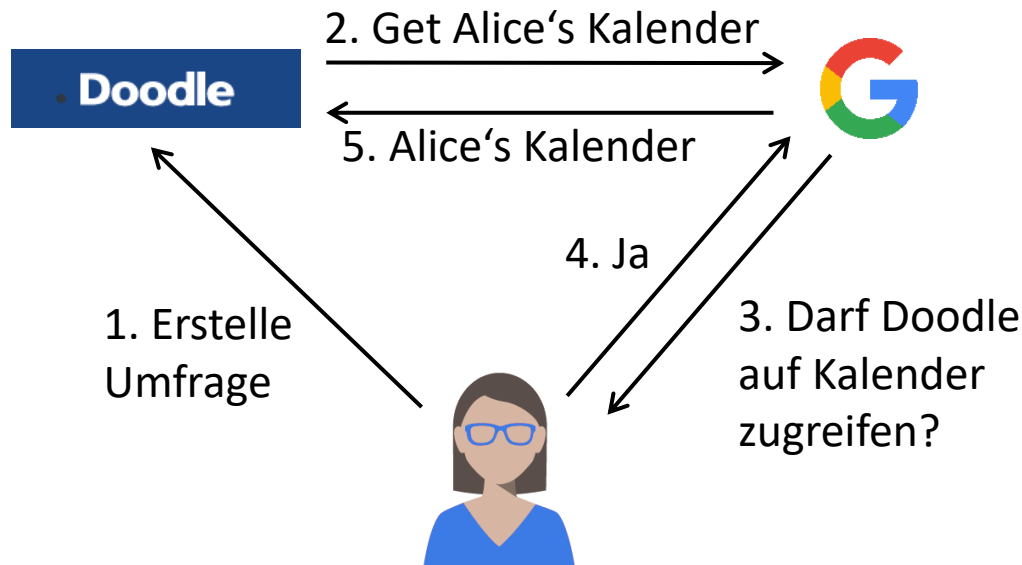 2. Get Alice‘s Kalender
Doodle
5. Alice‘s Kalender
4. Ja
1. Erstelle
Umfrage
3. Darf Doodle
auf Kalender
zugreifen?